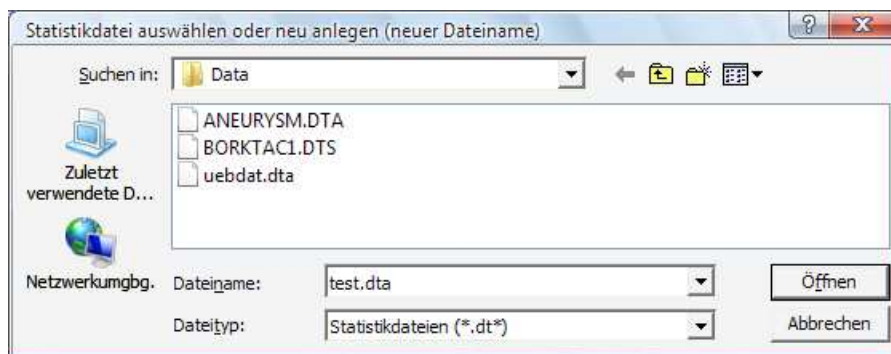 Statistikdatei auswählen oder neu anlegen (neuer Dateiname)
Suchen in: Data
ANEURYSM.DTA
BORKTAC1.DTS
uebdat.dta
Zuletzt
verwendete D...
Netzwerkumgbg.
Dateiname: test.dta Öffnen
Dateityp: Statistikdateien (*.dt*) Abbrechen